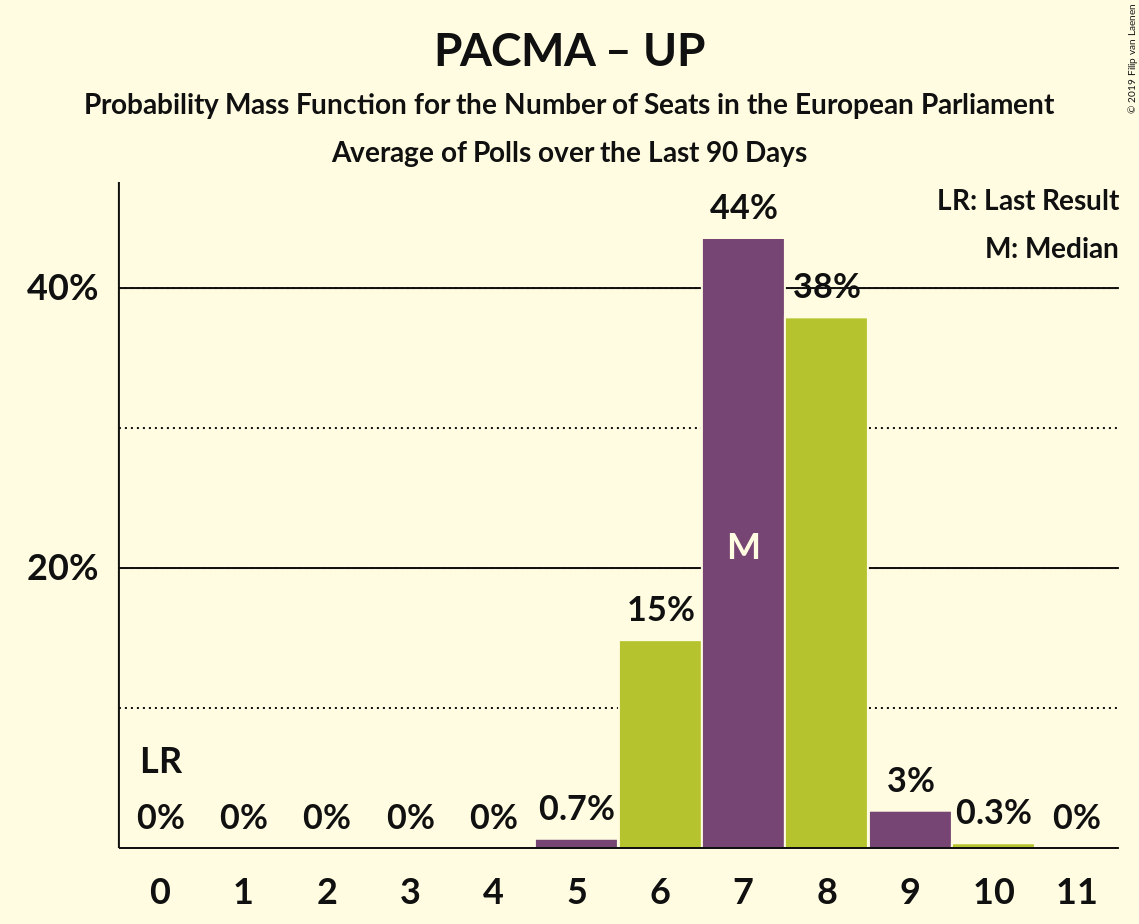 PACMA – UP
Probability Mass Function for the Number of Seats in the European Parliament
Average of Polls over the Last 90 Days
© 2019 Filip van Laenen
LR: Last Result
M: Median
40%
20%
44%
38%
15%
M
LR
0% 0% 0% 0% 0% 0.7% 3% 0.3% 0%
0 1 2 3 4 5 6 7 8 9 10 11